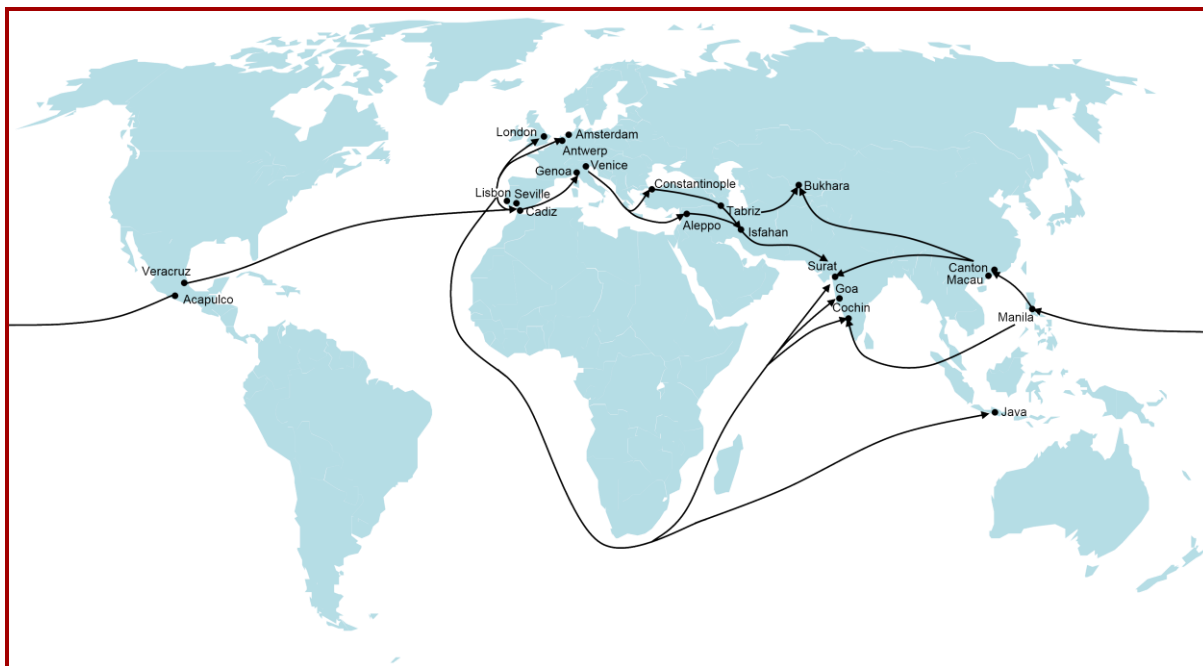 London
Amsterdam
Antwerp
Venice
Genoa
Constantinople
Bukhara
Lisbon
Seville
Cadiz
Tabriz
Aleppo
Isfahan
Surat
Canton
Macau
Veracruz
Acapulco
Goa
Cochin
Manila
Java